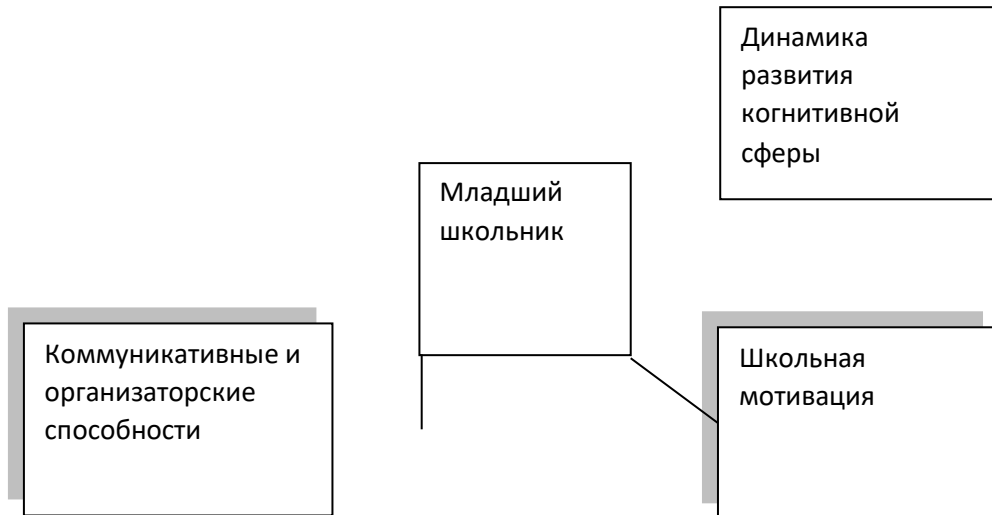 Динамика
развития
когнитивной
сферы
Младший
школьник
Коммуникативные и
организаторские
способности
Школьная
мотивация